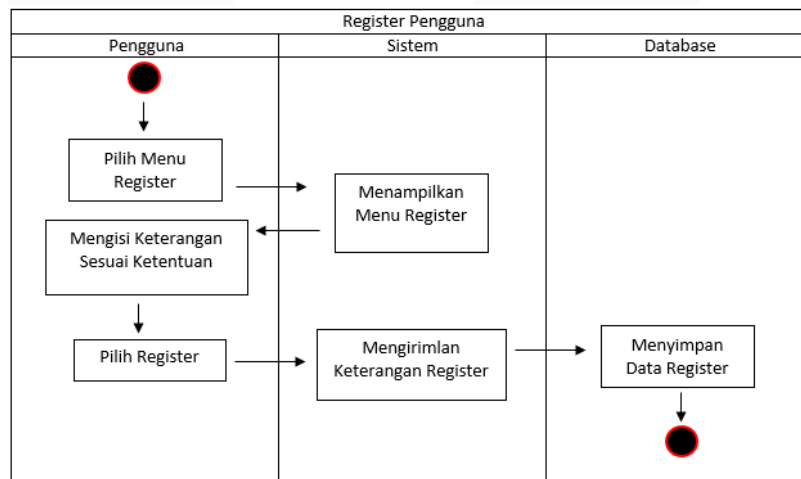 Register Pengguna
Pengguna
Sistem
Database
Pilih Menu
Register
Menampilkan
Menu Register
Mengisi Keterangan
Sesuai Ketentuan
Pilih Register
Mengirimlan
Keterangan Register
Menyimpan
Data Register